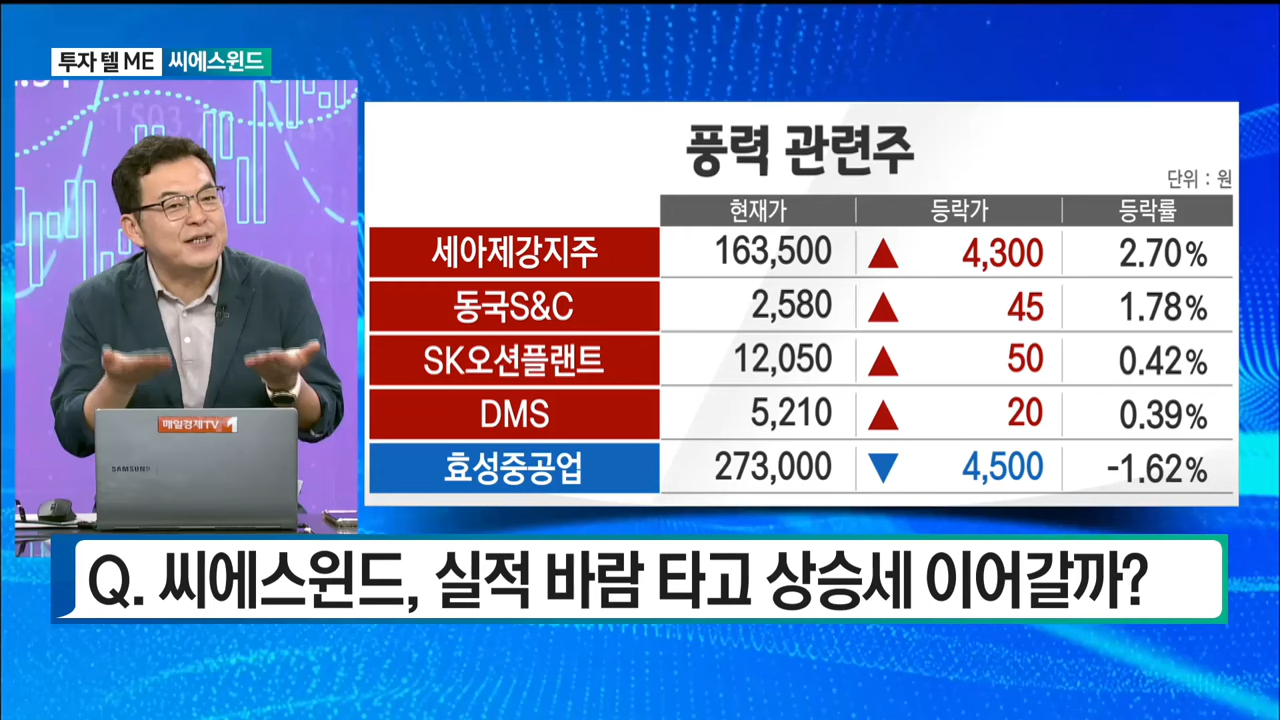 투자 텔 ME 씨에스윈드
풍력 관련주
단위 : 원
현재가 등락가 등락률
세아제강지주 163,500 ▲ 4,300 2.70%
동국S&C 2,580 ▲ 45 1.78%
SK오션플랜트 12,050 ▲ 50 0.42%
DMS 5,210 ▲ 20 0.39%
효성중공업 273,000 ▼ 4,500 -1.62%
매일경제TV 1
SAMSUNG
Q. 씨에스윈드, 실적 바람 타고 상승세 이어갈까?